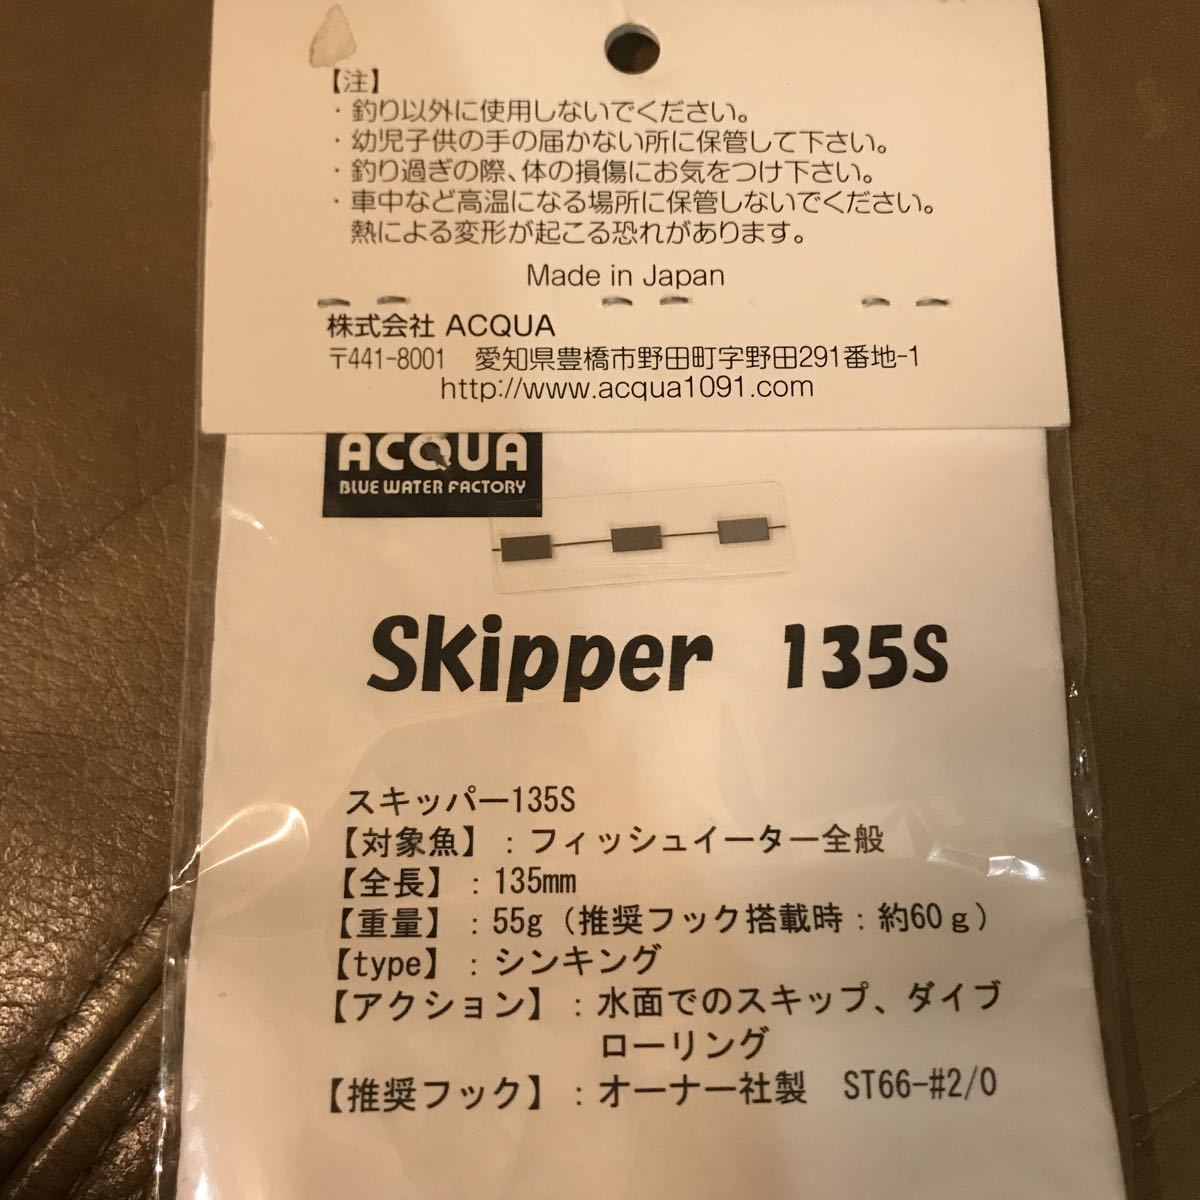 【注】
・釣り以外に使用しないでください。
・幼児子供の手の届かない所に保管して下さい。
・釣り過ぎの際、体の損傷にお気をつけ下さい。
・車中など高温になる場所に保管しないでください。
熱による変形が起こる恐れがあります。
Made in Japan
株式会社 ACQUA
〒441-8001 愛知県豊橋市野田町字野田291番地-1
http://www.acqua1091.com
ACQUA
BLUE WATER FACTORY
Skipper 135S
スキッパー135S
【対象魚】:フィッシュイーター全般
【全長】:135mm
【重量】:55g(推奨フック搭載時:約60g)
【type】:シンキング
【アクション】:水面でのスキップ、ダイブ
ローリング
【推奨フック】:オーナー社製 ST66-#2/0